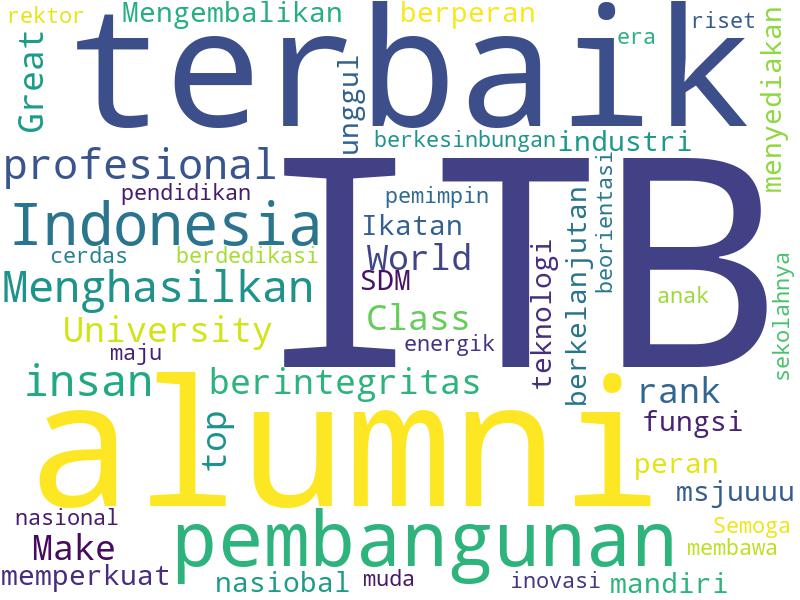 rektor
Mengembalikan
berperan
riset
terbaik
era
Great
menyediakan
unggul
berkesinbungan
industri
profesional
ITB
pendidikan
pemimpin
beorientasi
Indonesia
Ikatan
berkelanjutan
cerdas
berdedikasi
World
teknologi
SDM
Menghasilkan
anak
sekolahnya
Class
University
energik
maju
insan
berintegritas
rank
alumni
top
fungsi
peran
msjuuuu
nasional
pembangunan
Semoga
Make
membawa
memperkuat
nasiobal
muda
inovasi
mandiri